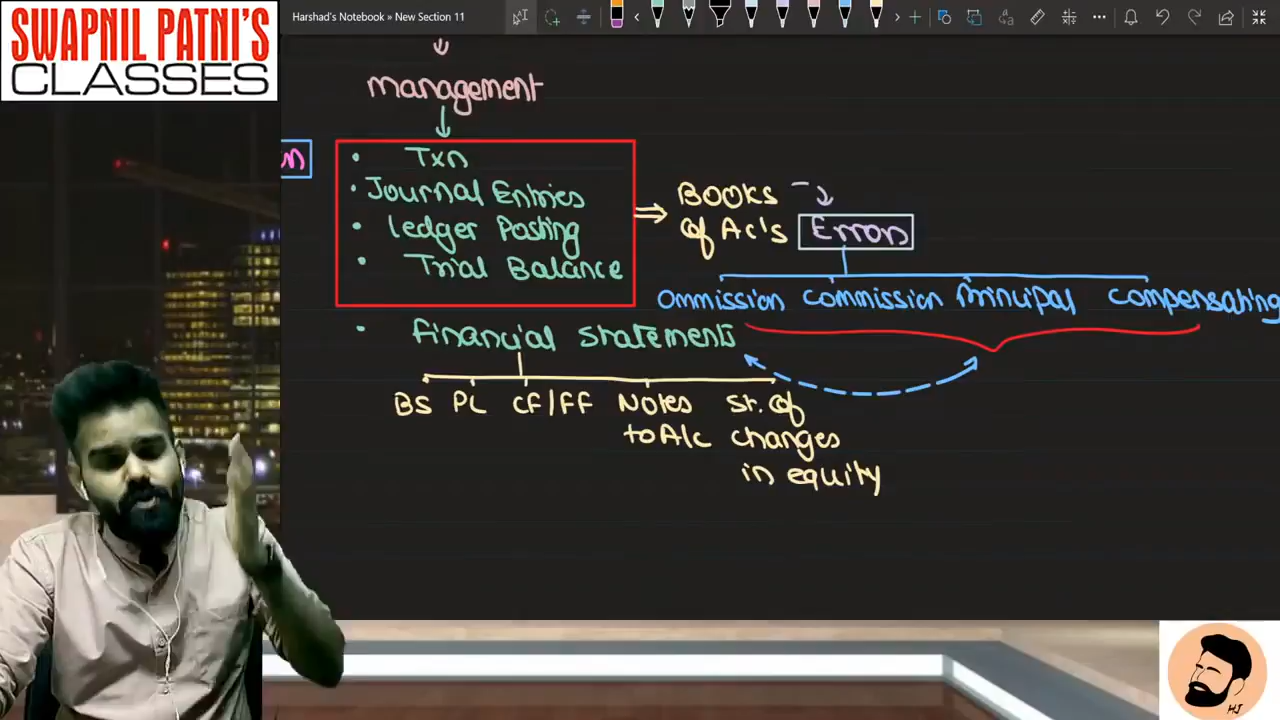 SWAPNIL PATNI'S
CLASSES
Harshad's Notebook » New Section 11
management
• Txn
• Journal Entries
• Ledger Posting
• Trial Balance
BOOKS
of Ac's
Errors
Ommission Commission Principal Compensating
• Financial Statements
BS PL CF/FF Notes to A/c St. of changes in equity
HJ